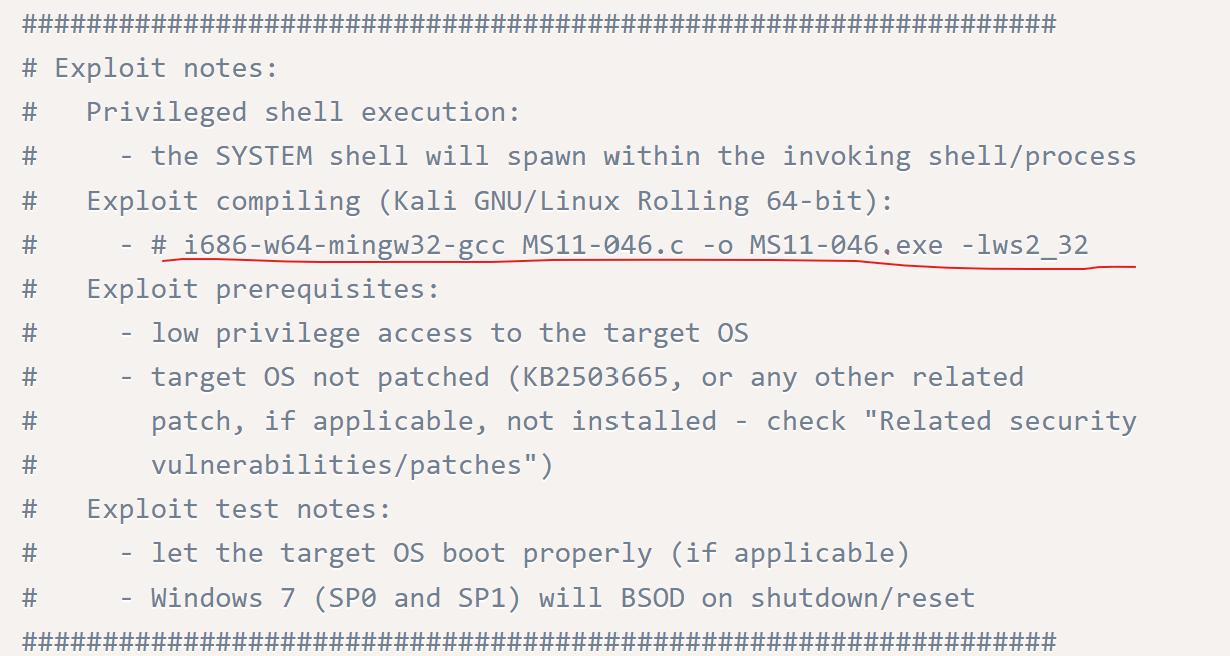 ################################################################
# Exploit notes:
#   Privileged shell execution:
#     - the SYSTEM shell will spawn within the invoking shell/process
#   Exploit compiling (Kali GNU/Linux Rolling 64-bit):
#     - # i686-w64-mingw32-gcc MS11-046.c -o MS11-046.exe -lws2_32
#   Exploit prerequisites:
#     - low privilege access to the target OS
#     - target OS not patched (KB2503665, or any other related
#       patch, if applicable, not installed - check "Related security
#       vulnerabilities/patches")
#   Exploit test notes:
#     - let the target OS boot properly (if applicable)
#     - Windows 7 (SP0 and SP1) will BSOD on shutdown/reset
################################################################